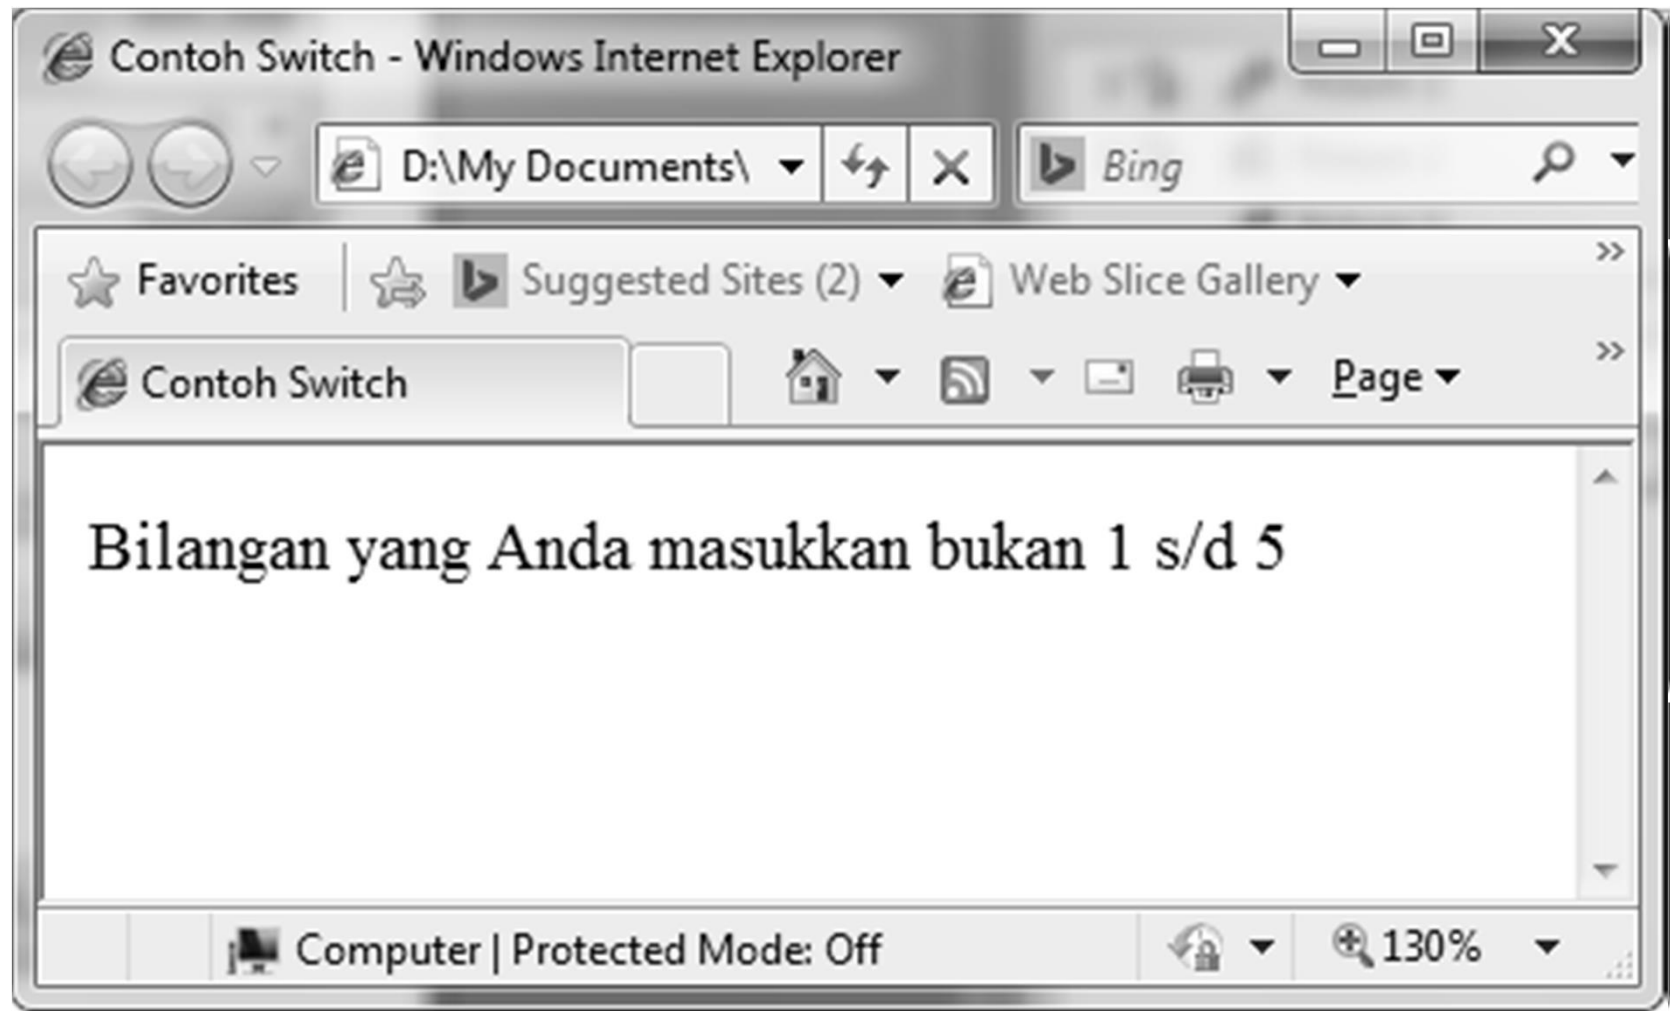 Contoh Switch - Windows Internet Explorer
D:\My Documents\ Bing
Favorites Suggested Sites (2) Web Slice Gallery »
Contoh Switch Page »
Bilangan yang Anda masukkan bukan 1 s/d 5
Computer | Protected Mode: Off 130%